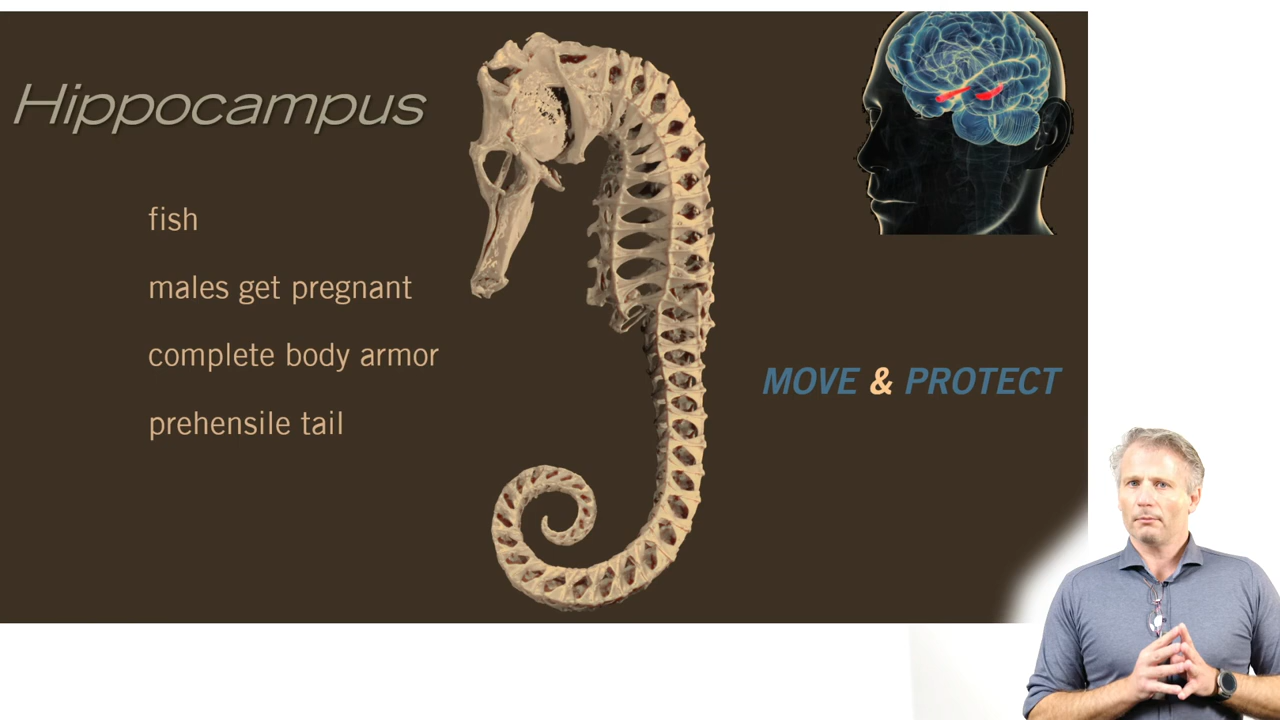 Hippocampus
fish
males get pregnant
complete body armor
prehensile tail
MOVE & PROTECT